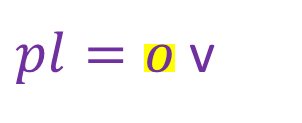 pl = o v